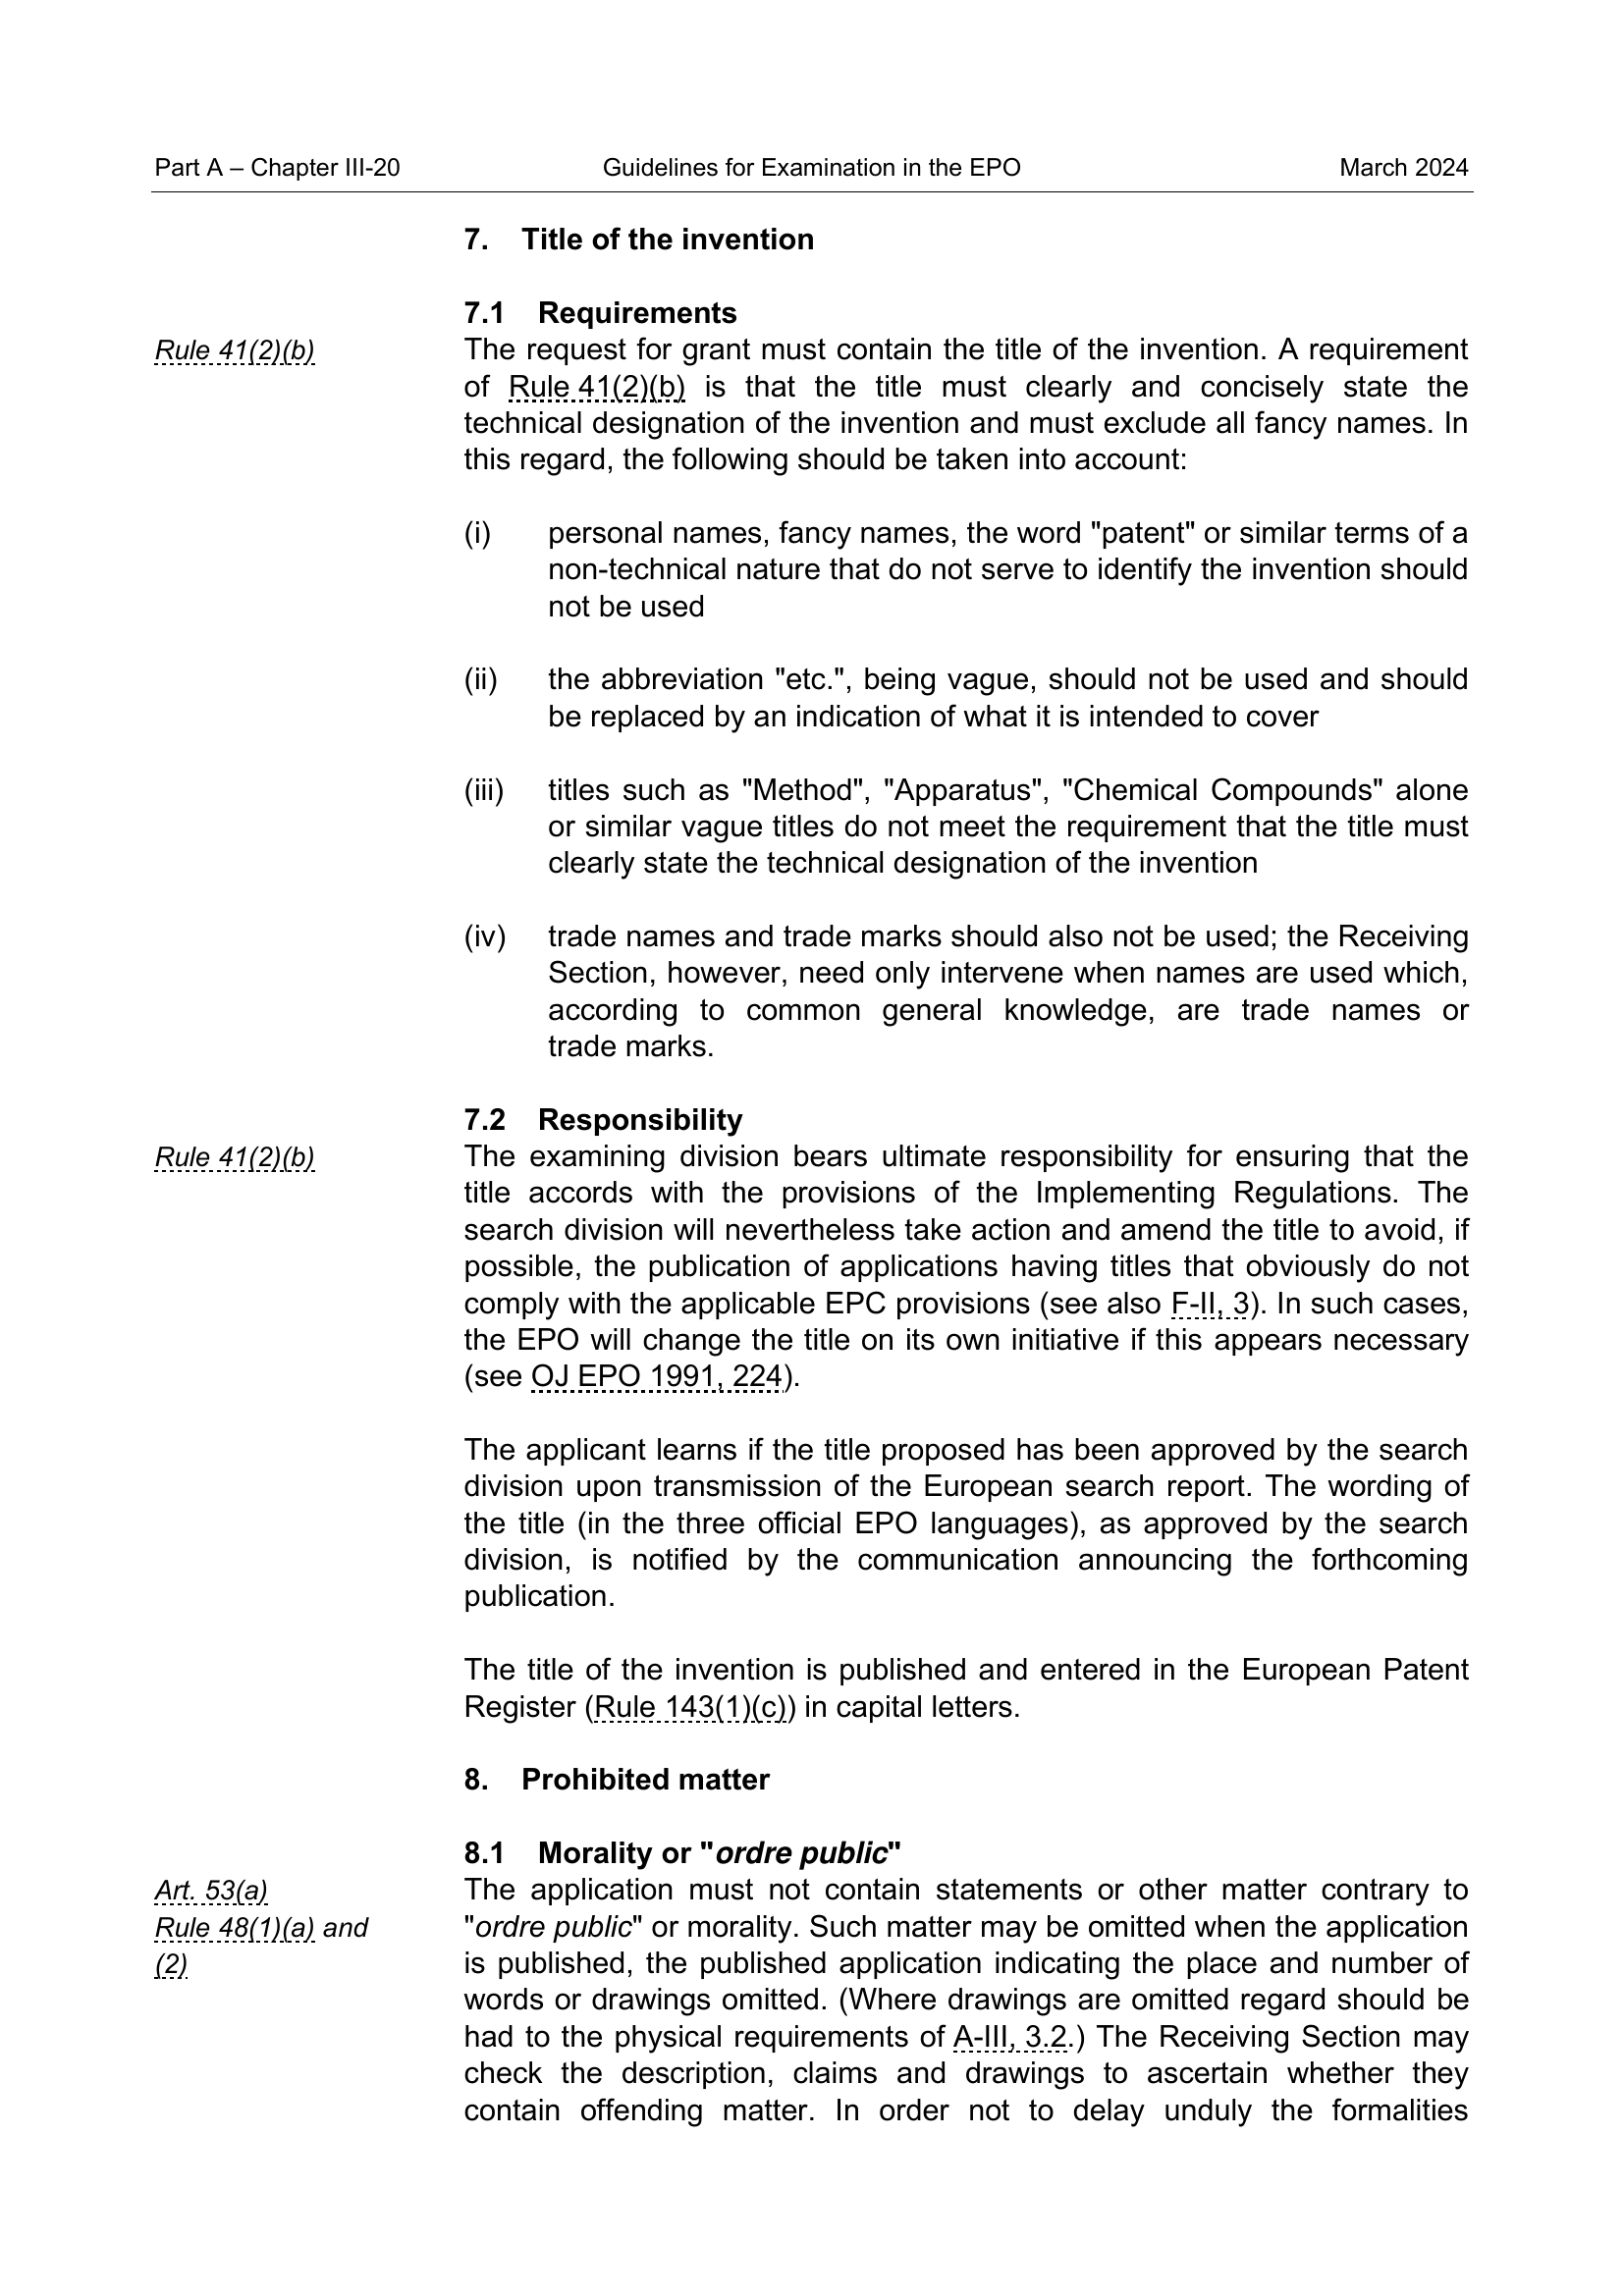 Part A – Chapter III-20 Guidelines for Examination in the EPO March 2024
7. Title of the invention
7.1 Requirements
Rule 41(2)(b)
The request for grant must contain the title of the invention. A requirement
of Rule 41(2)(b) is that the title must clearly and concisely state the
technical designation of the invention and must exclude all fancy names. In
this regard, the following should be taken into account:
(i) personal names, fancy names, the word "patent" or similar terms of a
non-technical nature that do not serve to identify the invention should
not be used
(ii) the abbreviation "etc.", being vague, should not be used and should
be replaced by an indication of what it is intended to cover
(iii) titles such as "Method", "Apparatus", "Chemical Compounds" alone
or similar vague titles do not meet the requirement that the title must
clearly state the technical designation of the invention
(iv) trade names and trade marks should also not be used; the Receiving
Section, however, need only intervene when names are used which,
according to common general knowledge, are trade names or
trade marks.
7.2 Responsibility
Rule 41(2)(b)
The examining division bears ultimate responsibility for ensuring that the
title accords with the provisions of the Implementing Regulations. The
search division will nevertheless take action and amend the title to avoid, if
possible, the publication of applications having titles that obviously do not
comply with the applicable EPC provisions (see also F-II, 3). In such cases,
the EPO will change the title on its own initiative if this appears necessary
(see OJ EPO 1991, 224).
The applicant learns if the title proposed has been approved by the search
division upon transmission of the European search report. The wording of
the title (in the three official EPO languages), as approved by the search
division, is notified by the communication announcing the forthcoming
publication.
The title of the invention is published and entered in the European Patent
Register (Rule 143(1)(c)) in capital letters.
8. Prohibited matter
8.1 Morality or "ordre public"
Art. 53(a)
Rule 48(1)(a) and
(2)
The application must not contain statements or other matter contrary to
"ordre public" or morality. Such matter may be omitted when the application
is published, the published application indicating the place and number of
words or drawings omitted. (Where drawings are omitted regard should be
had to the physical requirements of A-III, 3.2.) The Receiving Section may
check the description, claims and drawings to ascertain whether they
contain offending matter. In order not to delay unduly the formalities